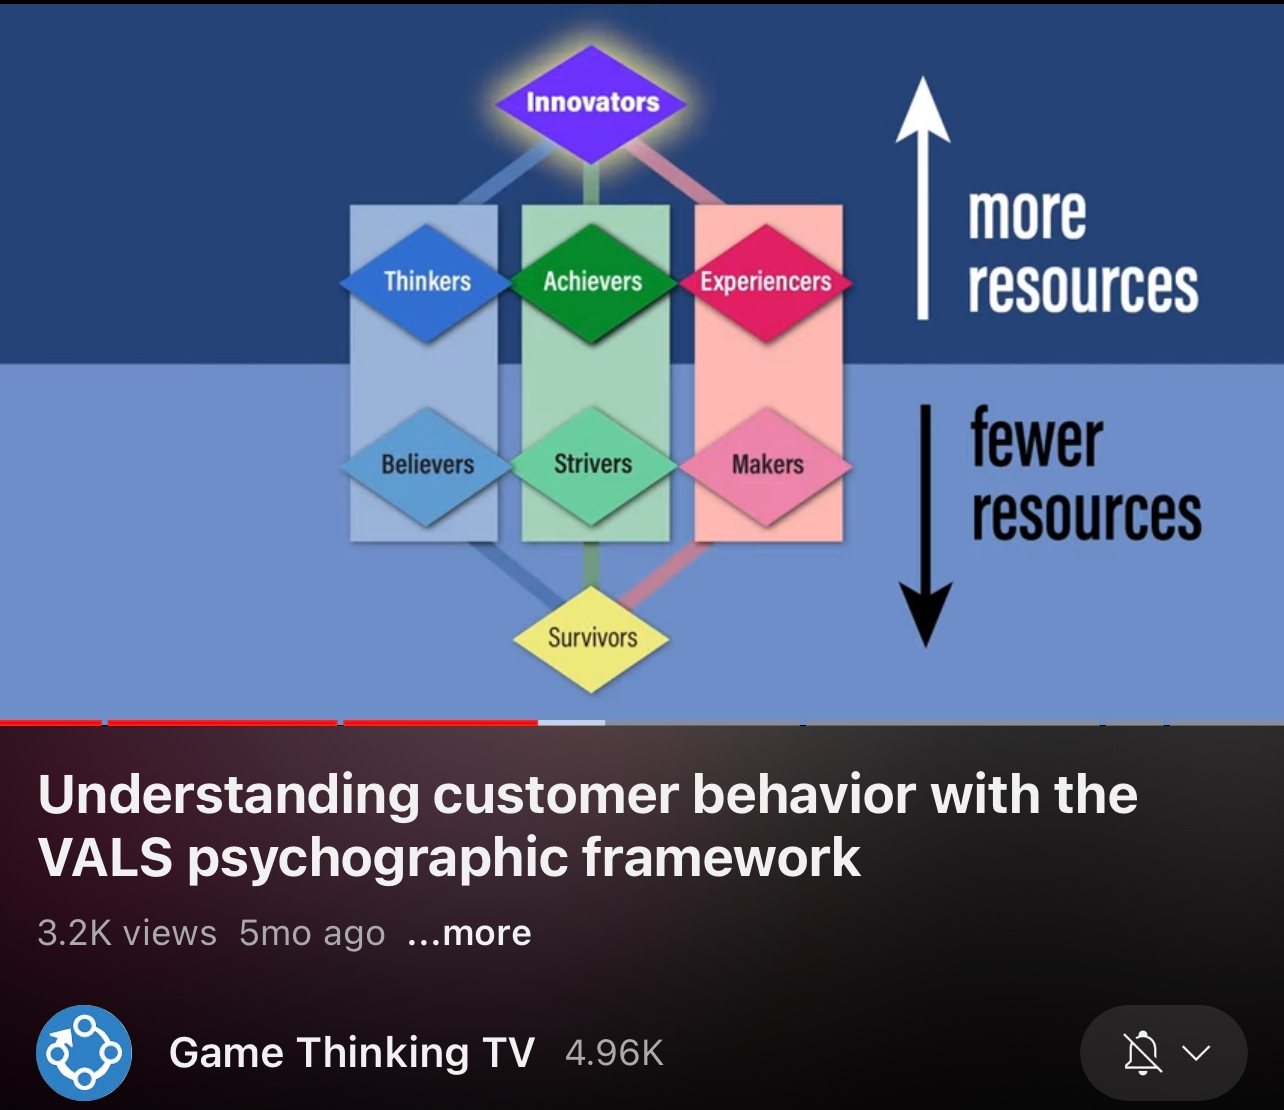 Innovators
more
resources
Thinkers
Achievers
Experiencers
fewer
resources
Believers
Strivers
Makers
Survivors
Understanding customer behavior with the
VALS psychographic framework
3.2K views 5mo ago ...more
Game Thinking TV 4.96K